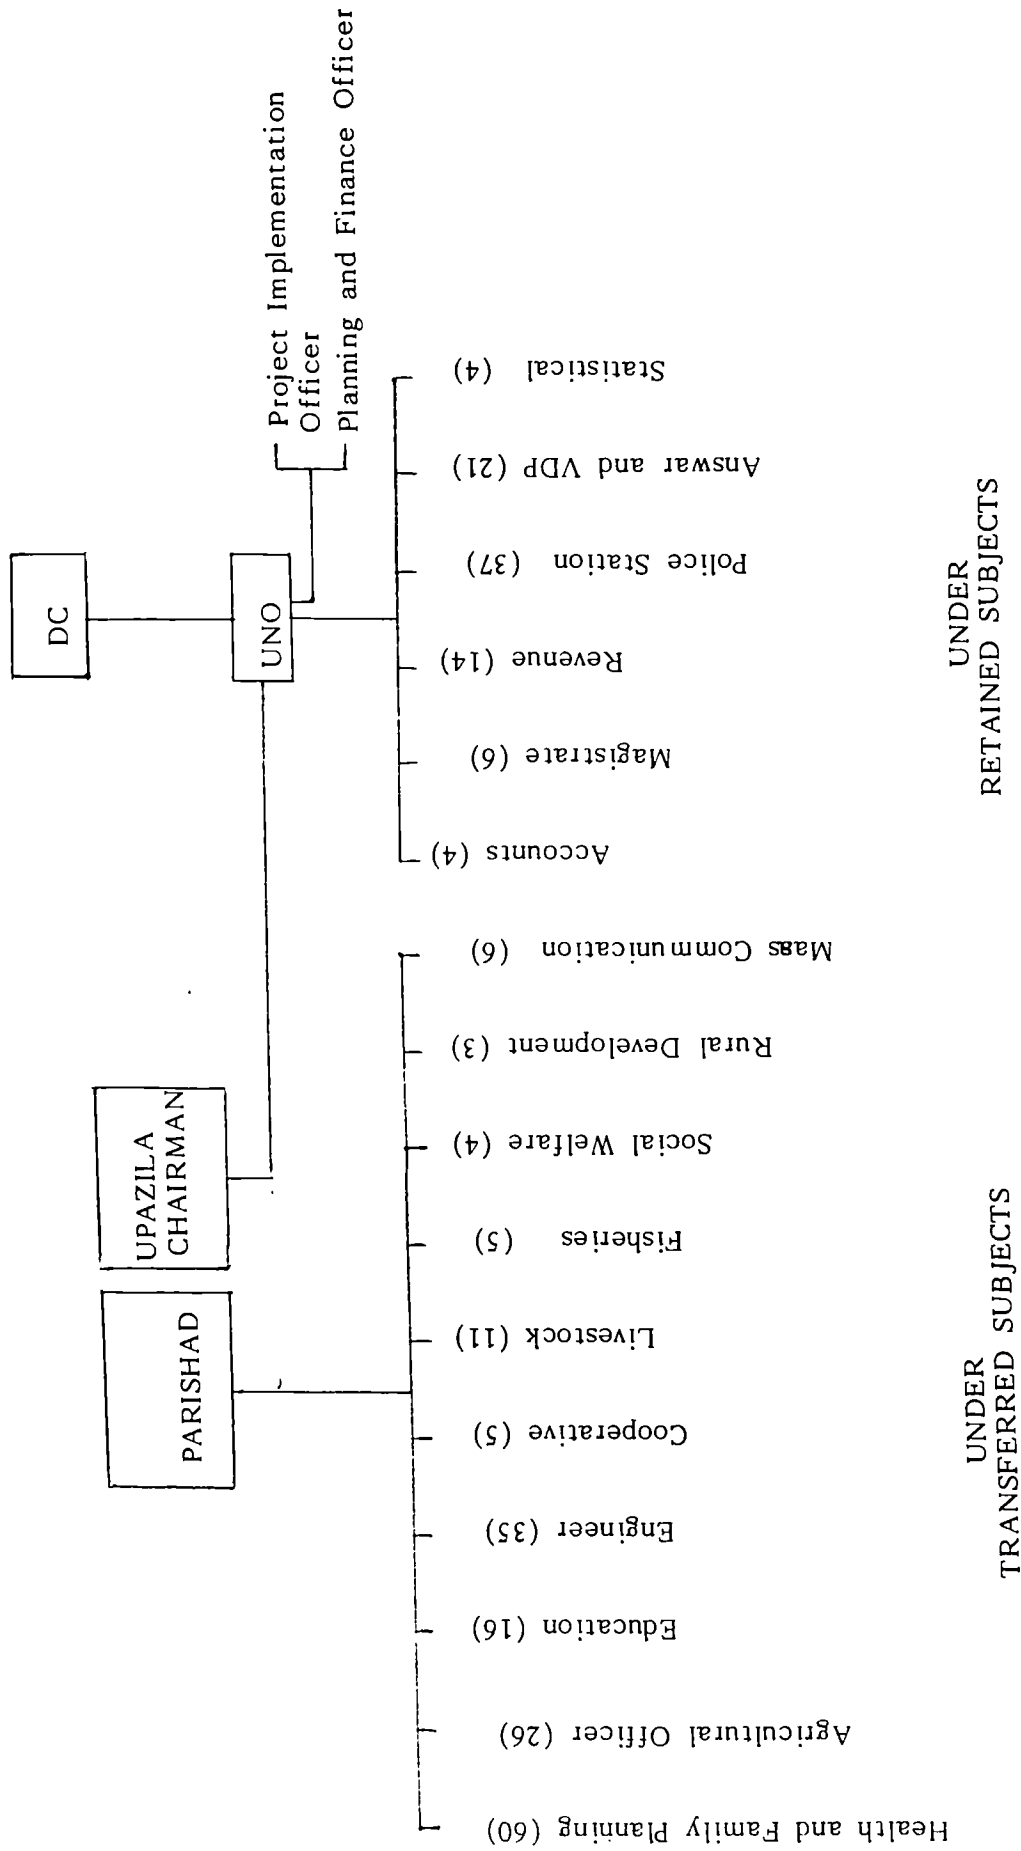 DC
UNO
Project Implementation
Officer
Planning and Finance Officer
UPAZILA
CHAIRMAN
PARISHAD
Health and Family Planning (60)
Agricultural Officer (26)
Education (16)
Engineer (35)
Cooperative (5)
Livestock (11)
Fisheries (5)
Social Welfare (4)
Rural Development (3)
Mass Communication (6)
Accounts (4)
Magistrate (6)
Revenue (14)
Police Station (37)
Answar and VDP (21)
Statistical (4)
UNDER
TRANSFERRED SUBJECTS
UNDER
RETAINED SUBJECTS